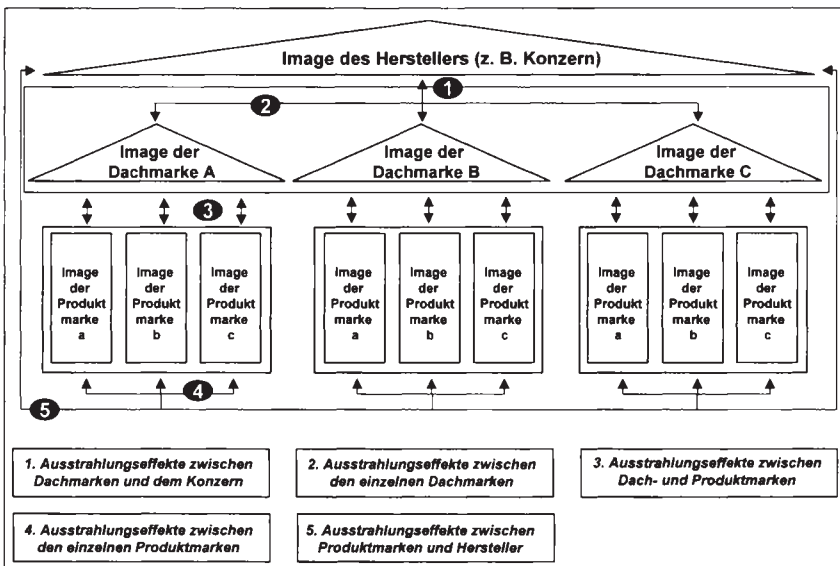 Image des Herstellers (z. B. Konzern)
1
2
Image der
Dachmarke A
Image der
Dachmarke B
Image der
Dachmarke C
3
Image
der
Produkt
marke
a
Image
der
Produkt
marke
b
Image
der
Produkt
marke
c
Image
der
Produkt
marke
a
Image
der
Produkt
marke
b
Image
der
Produkt
marke
c
Image
der
Produkt
marke
a
Image
der
Produkt
marke
b
Image
der
Produkt
marke
c
4
5
1. Ausstrahlungseffekte zwischen
Dachmarken und dem Konzern
2. Ausstrahlungseffekte zwischen
den einzelnen Dachmarken
3. Ausstrahlungseffekte zwischen
Dach- und Produktmarken
4. Ausstrahlungseffekte zwischen
den einzelnen Produktmarken
5. Ausstrahlungseffekte zwischen
Produktmarken und Hersteller